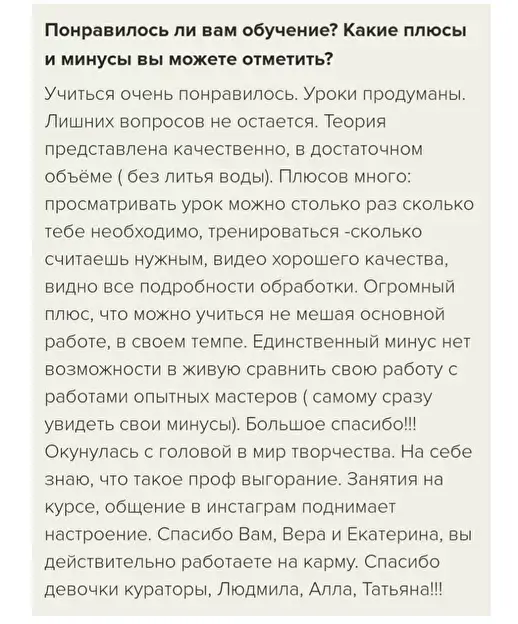 Понравилось ли вам обучение? Какие плюсы
и минусы вы можете отметить?
Учиться очень понравилось. Уроки продуманы.
Лишних вопросов не остается. Теория
представлена качественно, в достаточном
объёме ( без литья воды). Плюсов много:
просматривать урок можно столько раз сколько
тебе необходимо, тренироваться -сколько
считаешь нужным, видео хорошего качества,
видно все подробности обработки. Огромный
плюс, что можно учиться не мешая основной
работе, в своем темпе. Единственный минус нет
возможности в живую сравнить свою работу с
работами опытных мастеров ( самому сразу
увидеть свои минусы). Большое спасибо!!!
Окунулась с головой в мир творчества. На себе
знаю, что такое проф выгорание. Занятия на
курсе, общение в инстаграм поднимает
настроение. Спасибо Вам, Вера и Екатерина, вы
действительно работаете на карму. Спасибо
девочки кураторы, Людмила, Алла, Татьяна!!!